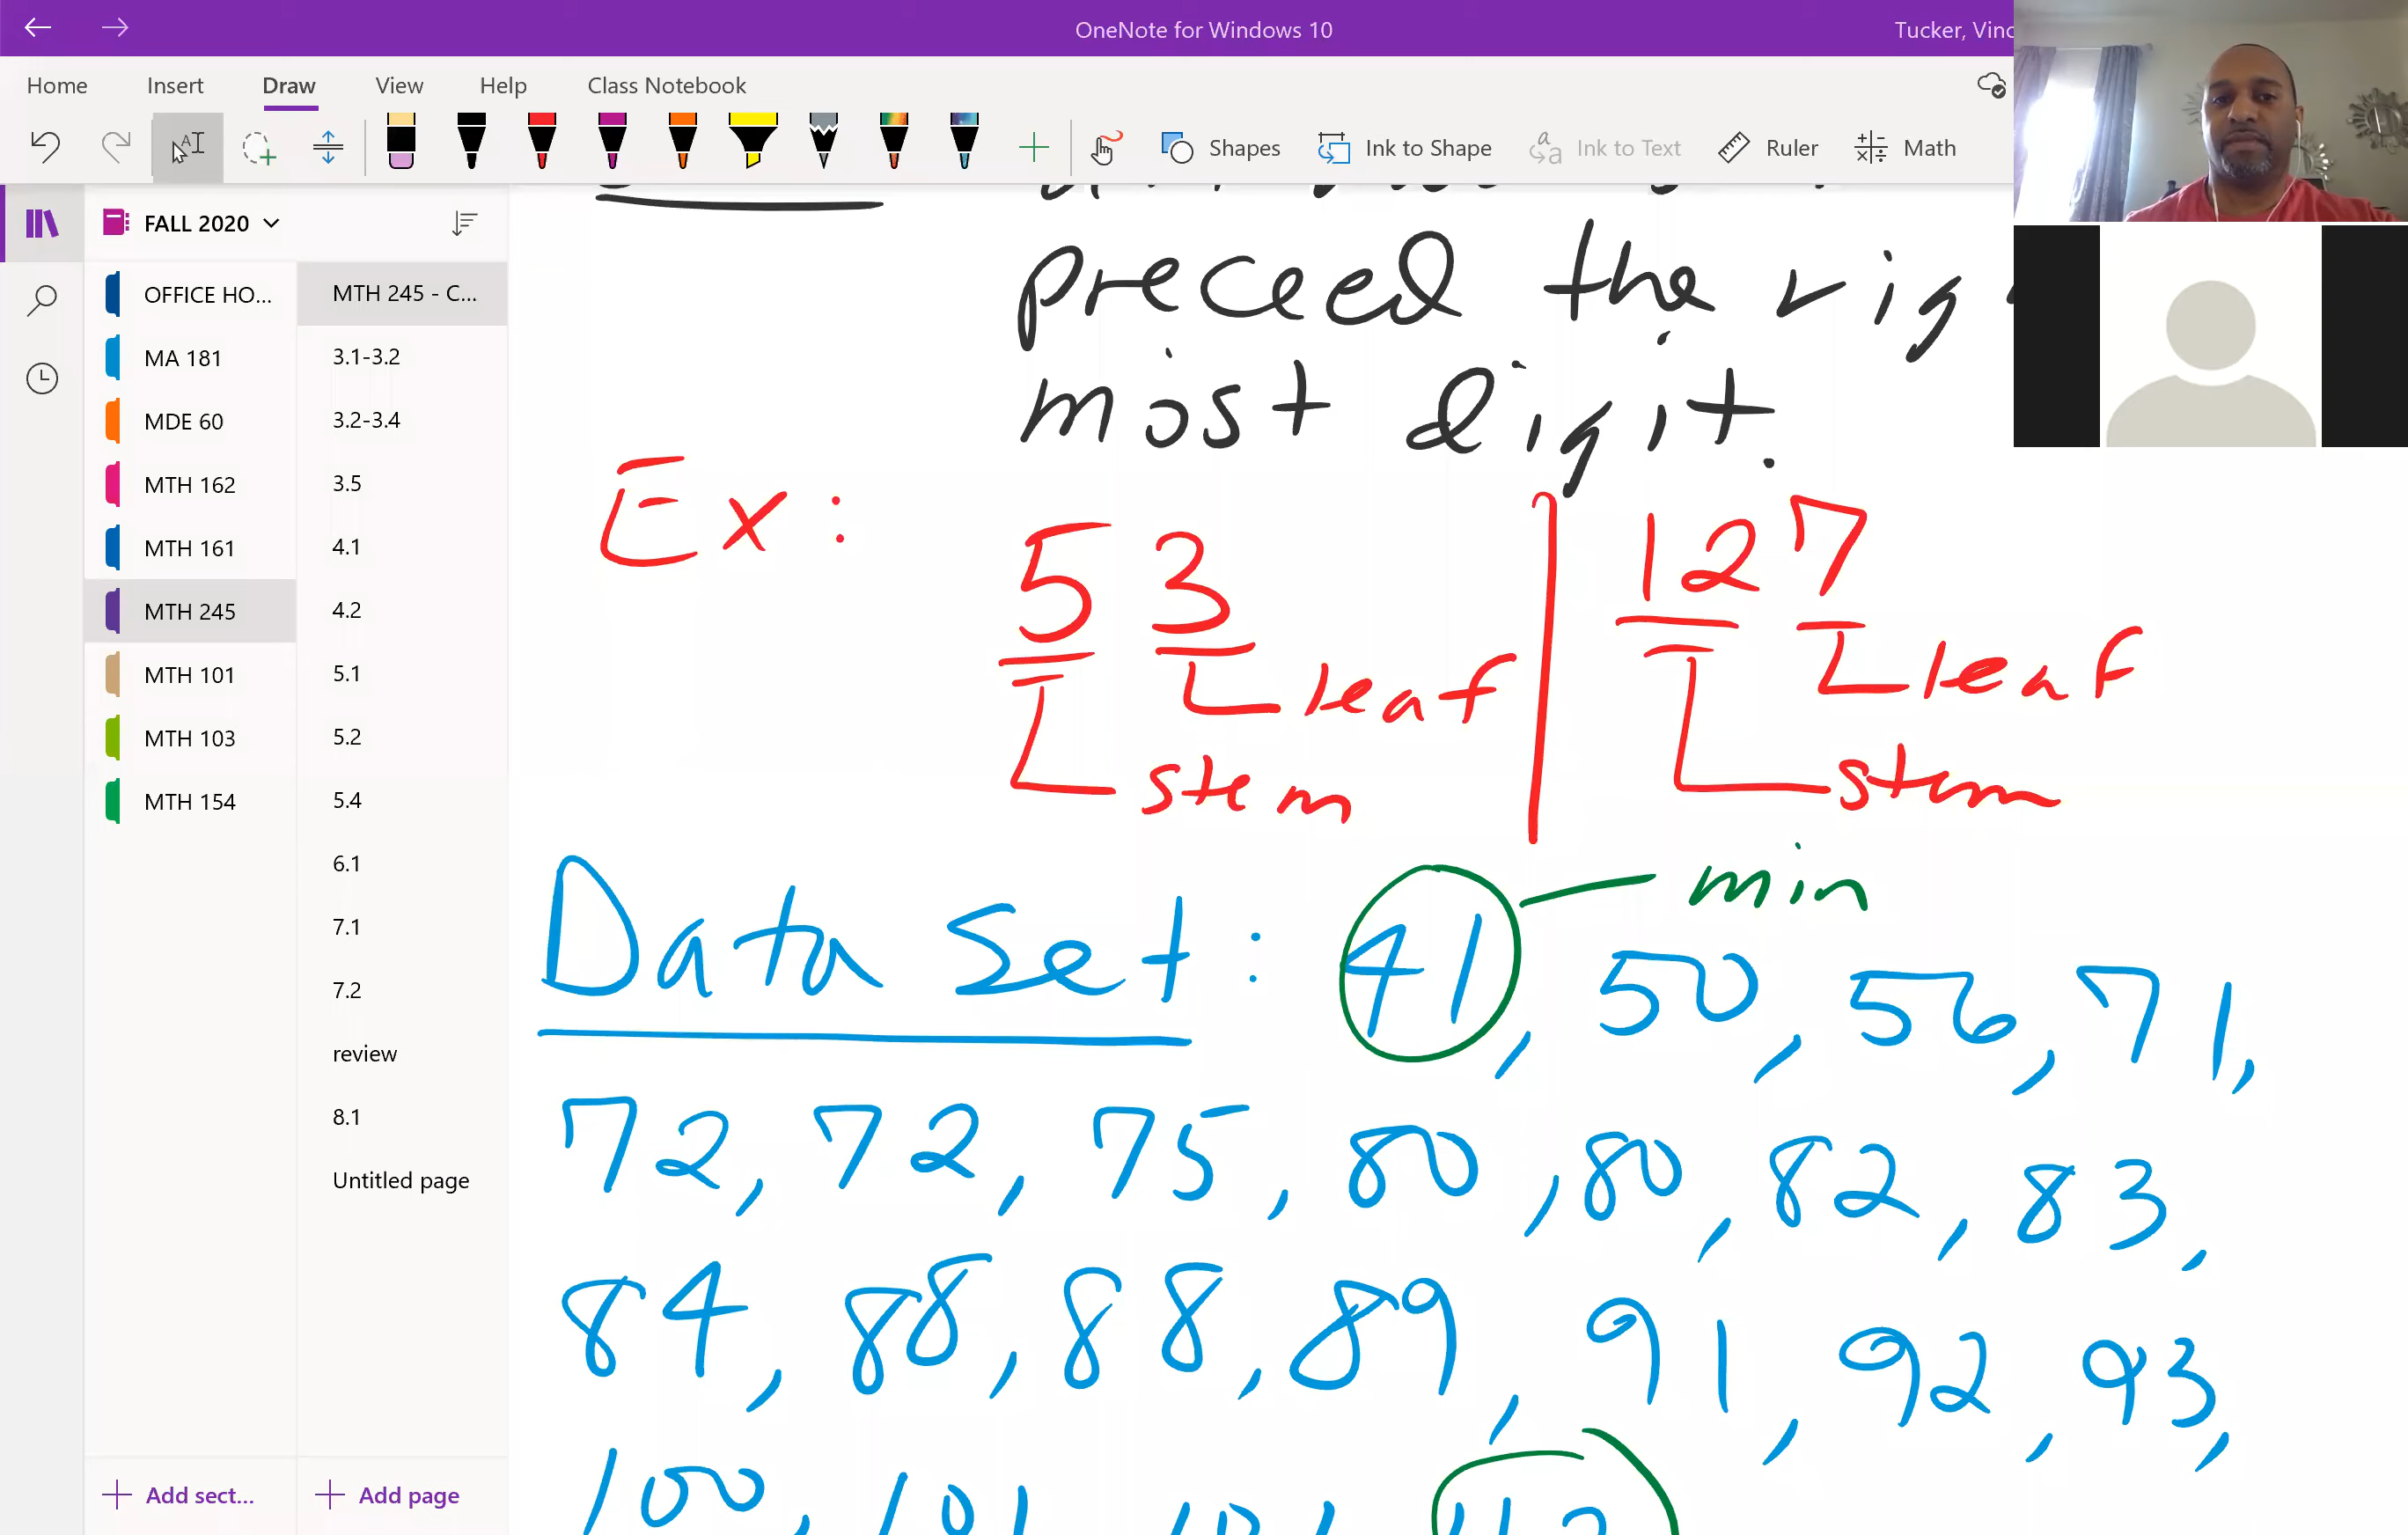 OneNote for Windows 10
Tucker, Vinc
Home Insert Draw View Help Class Notebook
Shapes Ink to Shape Ink to Text Ruler Math
FALL 2020
OFFICE HO...
MA 181
MDE 60
MTH 162
MTH 161
MTH 245
MTH 101
MTH 103
MTH 154
Add sect...
MTH 245 - C...
3.1-3.2
3.2-3.4
3.5
4.1
4.2
5.1
5.2
5.4
6.1
7.1
7.2
review
8.1
Untitled page
Add page
preceed the rig
most digit.
Ex: 53 127
leaf leaf
stem stem
min
Data Set: 41, 50, 56, 71,
72, 72, 75, 80, 80, 82, 83,
84, 88, 88, 89, 91, 92, 93,
100, 101,